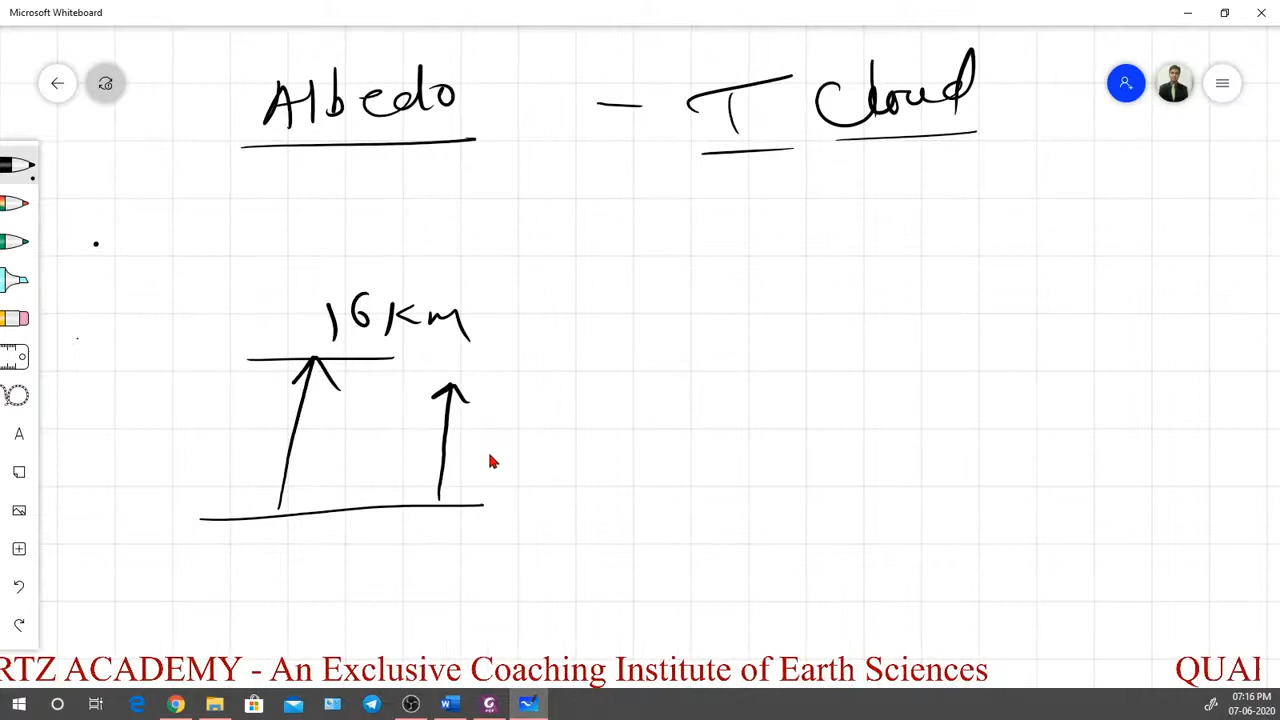 Microsoft Whiteboard
Albedo - T Cloud
16 Km
A
RTZ ACADEMY - An Exclusive Coaching Institute of Earth Sciences QUAI
07:16 PM
07-06-2020